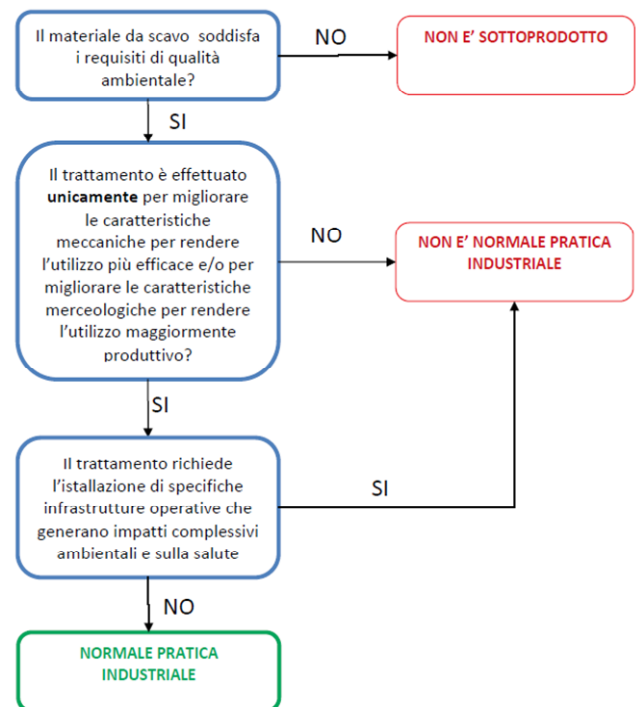 Il materiale da scavo soddisfa
i requisiti di qualità
ambientale?
NO
NON E' SOTTOPRODOTTO
SI
Il trattamento è effettuato
unicamente per migliorare
le caratteristiche
meccaniche per rendere
l'utilizzo più efficace e/o per
migliorare le caratteristiche
merceologiche per rendere
l'utilizzo maggiormente
produttivo?
NO
NON E' NORMALE PRATICA
INDUSTRIALE
SI
Il trattamento richiede
l'istallazione di specifiche
infrastrutture operative che
generano impatti complessivi
ambientali e sulla salute
SI
NO
NORMALE PRATICA
INDUSTRIALE